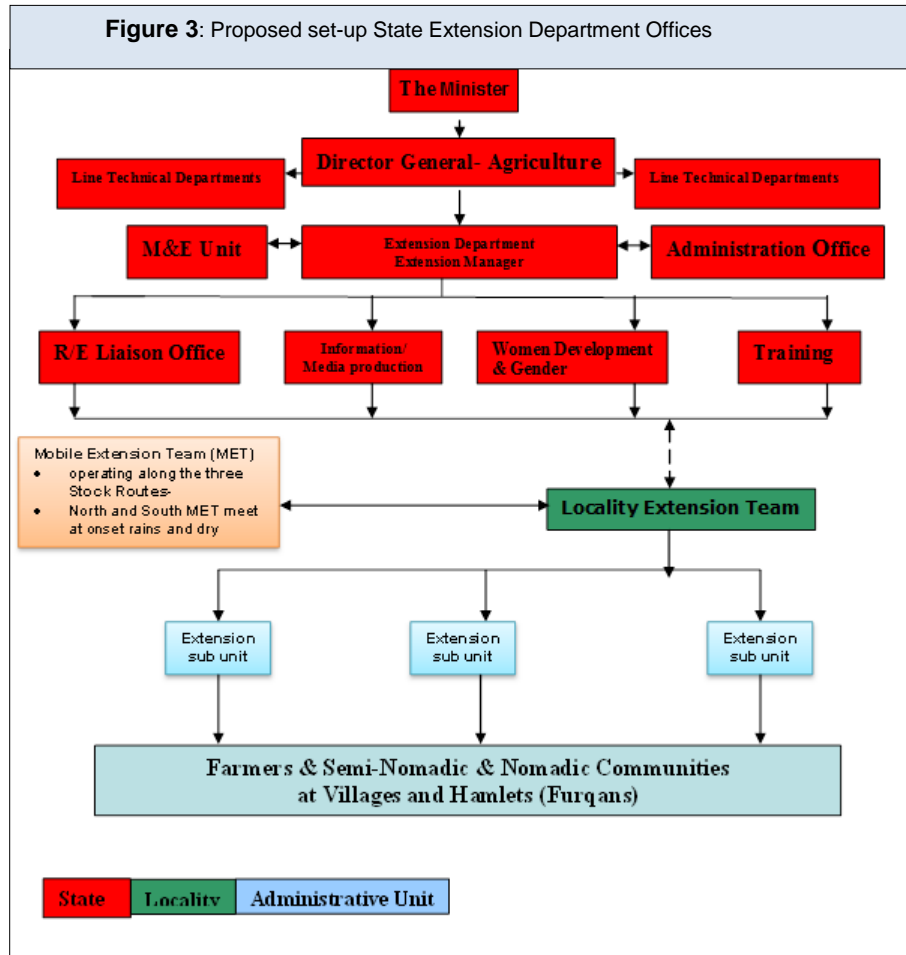 Figure 3: Proposed set-up State Extension Department Offices
The Minister
Director General- Agriculture
Line Technical Departments
Line Technical Departments
M&E Unit
Extension Department
Extension Manager
Administration Office
R/E Liaison Office
Information/
Media production
Women Development
& Gender
Training
Mobile Extension Team (MET)
• operating along the three
Stock Routes-
• North and South MET meet
at onset rains and dry
Locality Extension Team
Extension
sub unit
Extension
sub unit
Extension
sub unit
Farmers & Semi-Nomadic & Nomadic Communities
at Villages and Hamlets (Furqans)
State
Locality
Administrative Unit